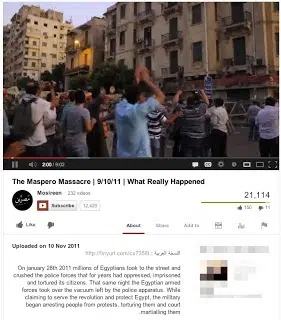 2:00 / 9:02
The Maspero Massacre | 9/10/11 | What Really Happened
Mosireen · 232 videos
Subscribe
12,429
21,114
150
11
Like
About
Share
Add to
Uploaded on 10 Nov 2011
النسخة العربية : http://tinyurl.com/ca7358t
On January 28th 2011 millions of Egyptians took to the street and
crushed the police forces that for years had oppressed, imprisoned
and tortured its citizens. That same night the Egyptian armed
forces took over the vacuum left by the police apparatus. While
claiming to serve the revolution and protect Egypt, the military
began arresting people from protests, torturing them and court
.martialling them